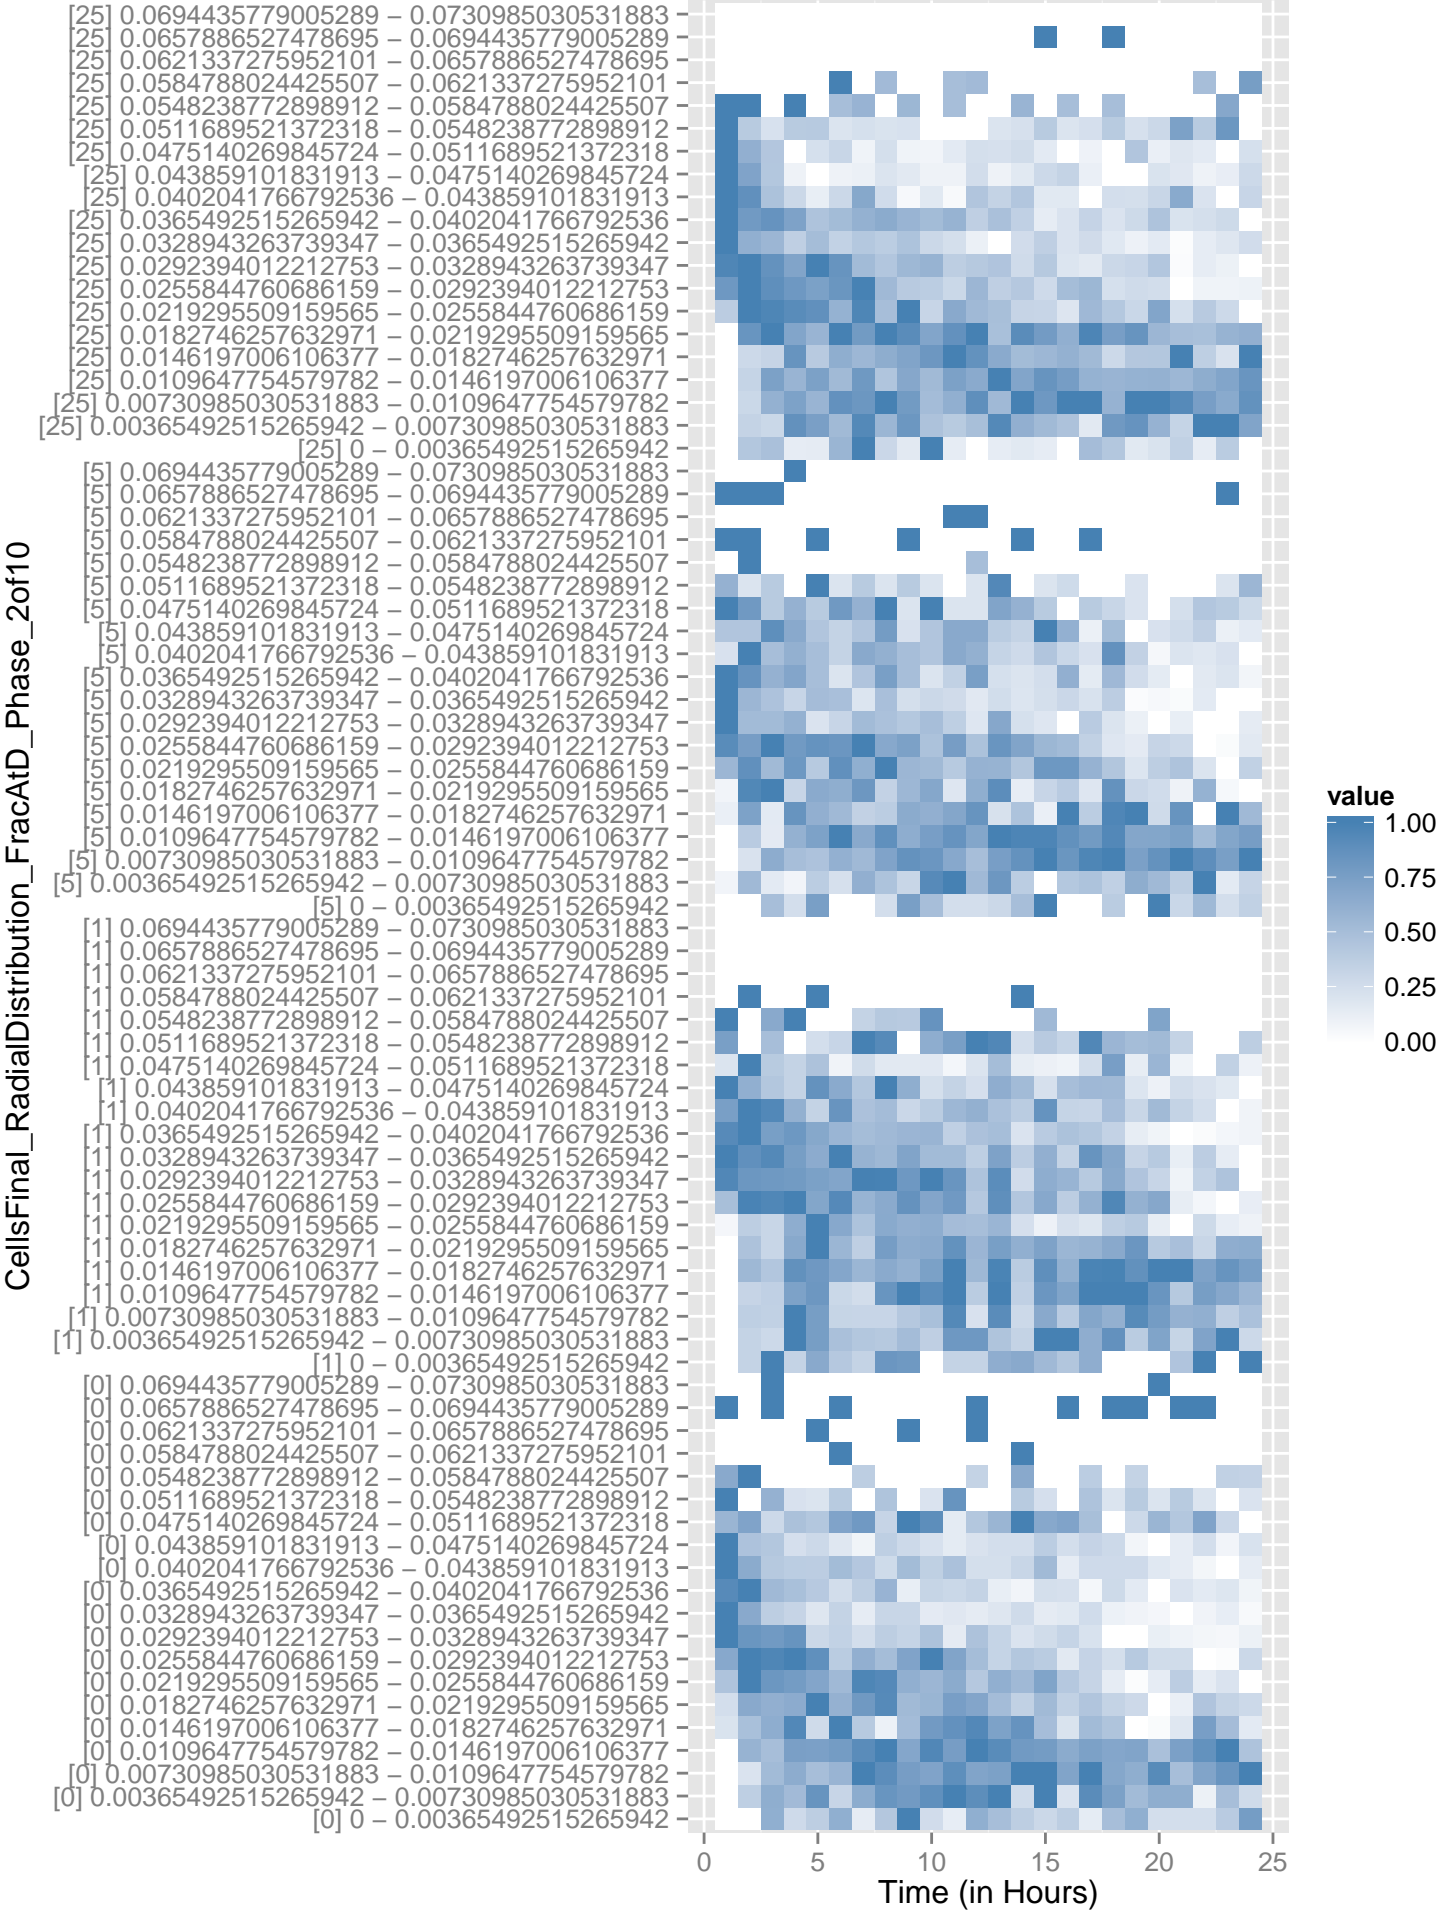 [25] 0.0694435779005289 – 0.0730985030531883
[25] 0.0657886527478695 – 0.0694435779005289
[25] 0.0621337275952101 – 0.0657886527478695
[25] 0.0584788024425507 – 0.0621337275952101
[25] 0.0548238772898912 – 0.0584788024425507
[25] 0.0511689521372318 – 0.0548238772898912
[25] 0.0475140269845724 – 0.0511689521372318
[25] 0.043859101831913 – 0.0475140269845724
[25] 0.0402041766792536 – 0.043859101831913
[25] 0.0365492515265942 – 0.0402041766792536
[25] 0.0328943263739347 – 0.0365492515265942
[25] 0.0292394012212753 – 0.0328943263739347
[25] 0.0255844760686159 – 0.0292394012212753
[25] 0.0219295509159565 – 0.0255844760686159
[25] 0.0182746257632971 – 0.0219295509159565
[25] 0.0146197006106377 – 0.0182746257632971
[25] 0.0109647754579782 – 0.0146197006106377
[25] 0.00730985030531883 – 0.0109647754579782
[25] 0.00365492515265942 – 0.00730985030531883
[25] 0 – 0.00365492515265942
[5] 0.0694435779005289 – 0.0730985030531883
[5] 0.0657886527478695 – 0.0694435779005289
[5] 0.0621337275952101 – 0.0657886527478695
[5] 0.0584788024425507 – 0.0621337275952101
[5] 0.0548238772898912 – 0.0584788024425507
[5] 0.0511689521372318 – 0.0548238772898912
[5] 0.0475140269845724 – 0.0511689521372318
[5] 0.043859101831913 – 0.0475140269845724
[5] 0.0402041766792536 – 0.043859101831913
[5] 0.0365492515265942 – 0.0402041766792536
[5] 0.0328943263739347 – 0.0365492515265942
[5] 0.0292394012212753 – 0.0328943263739347
[5] 0.0255844760686159 – 0.0292394012212753
[5] 0.0219295509159565 – 0.0255844760686159
[5] 0.0182746257632971 – 0.0219295509159565
[5] 0.0146197006106377 – 0.0182746257632971
[5] 0.0109647754579782 – 0.0146197006106377
[5] 0.00730985030531883 – 0.0109647754579782
[5] 0.00365492515265942 – 0.00730985030531883
[5] 0 – 0.00365492515265942
[1] 0.0694435779005289 – 0.0730985030531883
[1] 0.0657886527478695 – 0.0694435779005289
[1] 0.0621337275952101 – 0.0657886527478695
[1] 0.0584788024425507 – 0.0621337275952101
[1] 0.0548238772898912 – 0.0584788024425507
[1] 0.0511689521372318 – 0.0548238772898912
[1] 0.0475140269845724 – 0.0511689521372318
[1] 0.043859101831913 – 0.0475140269845724
[1] 0.0402041766792536 – 0.043859101831913
[1] 0.0365492515265942 – 0.0402041766792536
[1] 0.0328943263739347 – 0.0365492515265942
[1] 0.0292394012212753 – 0.0328943263739347
[1] 0.0255844760686159 – 0.0292394012212753
[1] 0.0219295509159565 – 0.0255844760686159
[1] 0.0182746257632971 – 0.0219295509159565
[1] 0.0146197006106377 – 0.0182746257632971
[1] 0.0109647754579782 – 0.0146197006106377
[1] 0.00730985030531883 – 0.0109647754579782
[1] 0.00365492515265942 – 0.00730985030531883
[1] 0 – 0.00365492515265942
[0] 0.0694435779005289 – 0.0730985030531883
[0] 0.0657886527478695 – 0.0694435779005289
[0] 0.0621337275952101 – 0.0657886527478695
[0] 0.0584788024425507 – 0.0621337275952101
[0] 0.0548238772898912 – 0.0584788024425507
[0] 0.0511689521372318 – 0.0548238772898912
[0] 0.0475140269845724 – 0.0511689521372318
[0] 0.043859101831913 – 0.0475140269845724
[0] 0.0402041766792536 – 0.043859101831913
[0] 0.0365492515265942 – 0.0402041766792536
[0] 0.0328943263739347 – 0.0365492515265942
[0] 0.0292394012212753 – 0.0328943263739347
[0] 0.0255844760686159 – 0.0292394012212753
[0] 0.0219295509159565 – 0.0255844760686159
[0] 0.0182746257632971 – 0.0219295509159565
[0] 0.0146197006106377 – 0.0182746257632971
[0] 0.0109647754579782 – 0.0146197006106377
[0] 0.00730985030531883 – 0.0109647754579782
[0] 0.00365492515265942 – 0.00730985030531883
[0] 0 – 0.00365492515265942
CellsFinal_RadialDistribution_FracAtD_Phase_2of10
0 5 10 15 20 25
Time (in Hours)
value
1.00
0.75
0.50
0.25
0.00